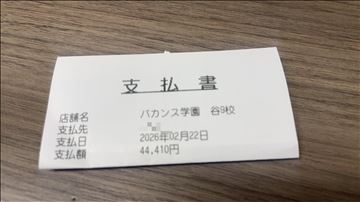 支払書
店舗名 バカンス学園 谷9校
支払先
支払日 2026年02月22日
支払額 44,410円